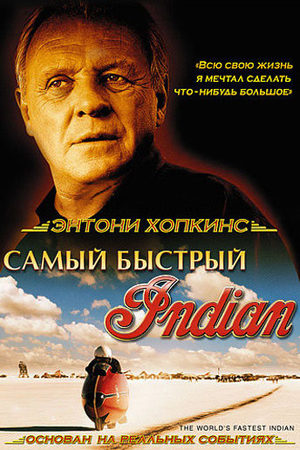 «Всю свою жизнь
я мечтал сделать
что-нибудь большое»
ЭНТОНИ ХОПКИНС
САМЫЙ БЫСТРЫЙ
Indian
THE WORLD'S FASTEST INDIAN
ОСНОВАН НА РЕАЛЬНЫХ СОБЫТИЯХ